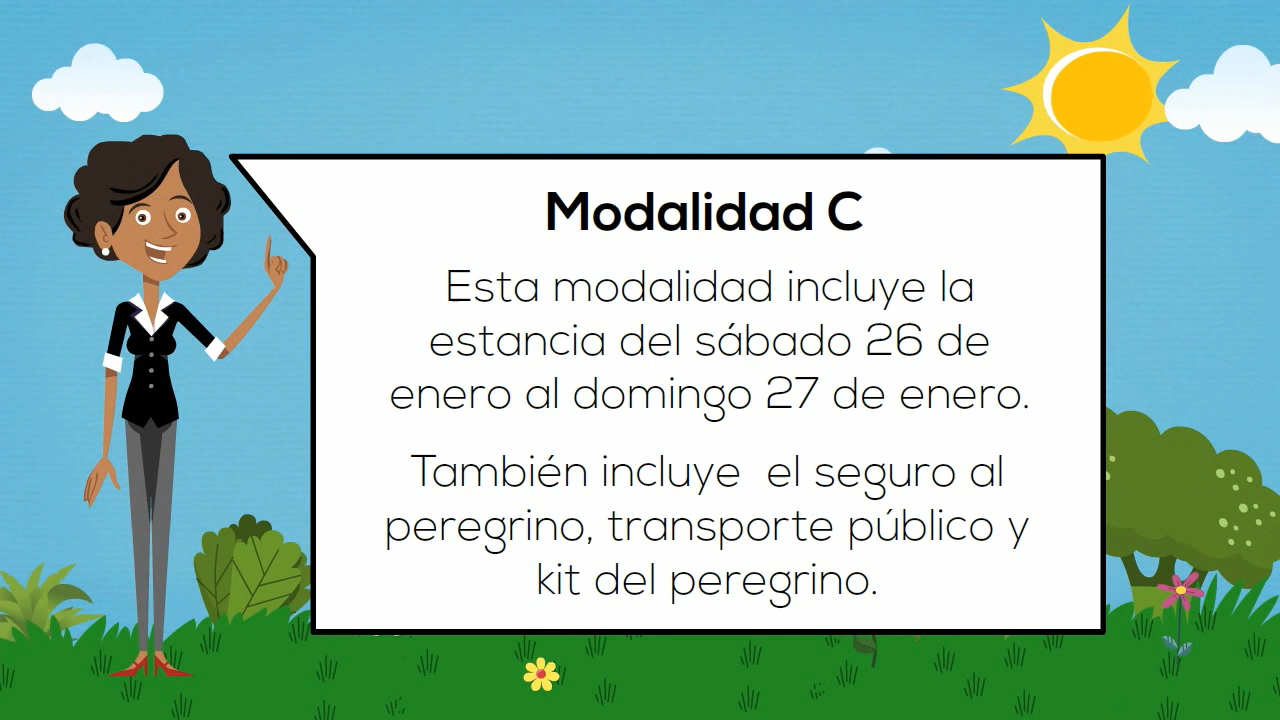 Modalidad C
Esta modalidad incluye la
estancia del sábado 26 de
enero al domingo 27 de enero.
También incluye  el seguro al
peregrino, transporte público y
kit del peregrino.